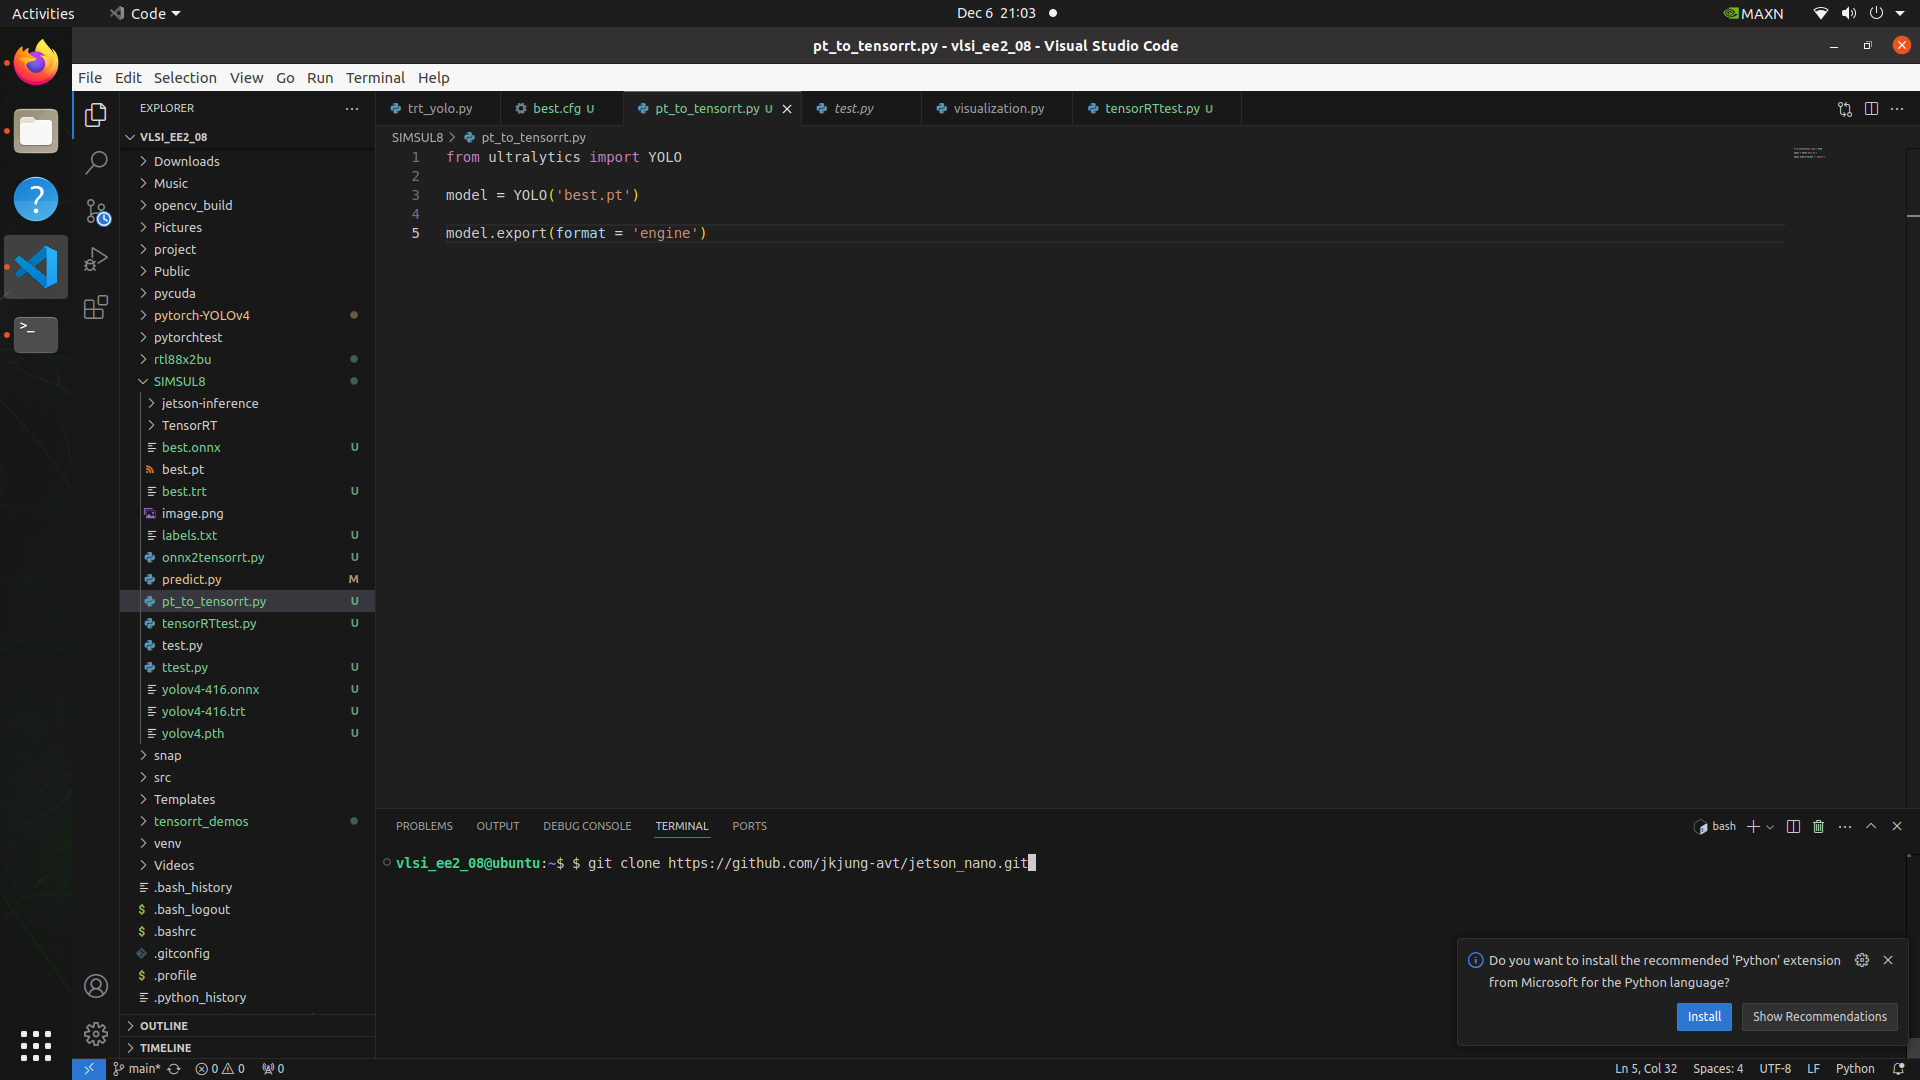 Activities
Code
Dec 6 21:03
MAXN
pt_to_tensorrt.py - vlsi_ee2_08 - Visual Studio Code
File Edit Selection View Go Run Terminal Help
EXPLORER
VLSI_EE2_08
Downloads
Music
opencv_build
Pictures
project
Public
pycuda
pytorch-YOLOv4
pytorchtest
rtl88x2bu
SIMSUL8
jetson-inference
TensorRT
best.onnx U
best.pt
best.trt U
image.png
labels.txt U
onnx2tensorrt.py U
predict.py M
pt_to_tensorrt.py U
tensorRTtest.py U
test.py
ttest.py U
yolov4-416.onnx U
yolov4-416.trt U
yolov4.pth U
snap
src
Templates
tensorrt_demos
venv
Videos
.bash_history
.bash_logout
.bashrc
.gitconfig
.profile
.python_history
OUTLINE
TIMELINE
trt_yolo.py best.cfg U pt_to_tensorrt.py U test.py visualization.py tensorRTtest.py U
SIMSUL8 > pt_to_tensorrt.py
1 from ultralytics import YOLO
2
3 model = YOLO('best.pt')
4
5 model.export(format = 'engine')
PROBLEMS OUTPUT DEBUG CONSOLE TERMINAL PORTS
bash
vlsi_ee2_08@ubuntu:~$ $ git clone https://github.com/jkjung-avt/jetson_nano.git
Do you want to install the recommended 'Python' extension
from Microsoft for the Python language?
Install
Show Recommendations
main* 0 0 0
Ln 5, Col 32 Spaces: 4 UTF-8 LF Python